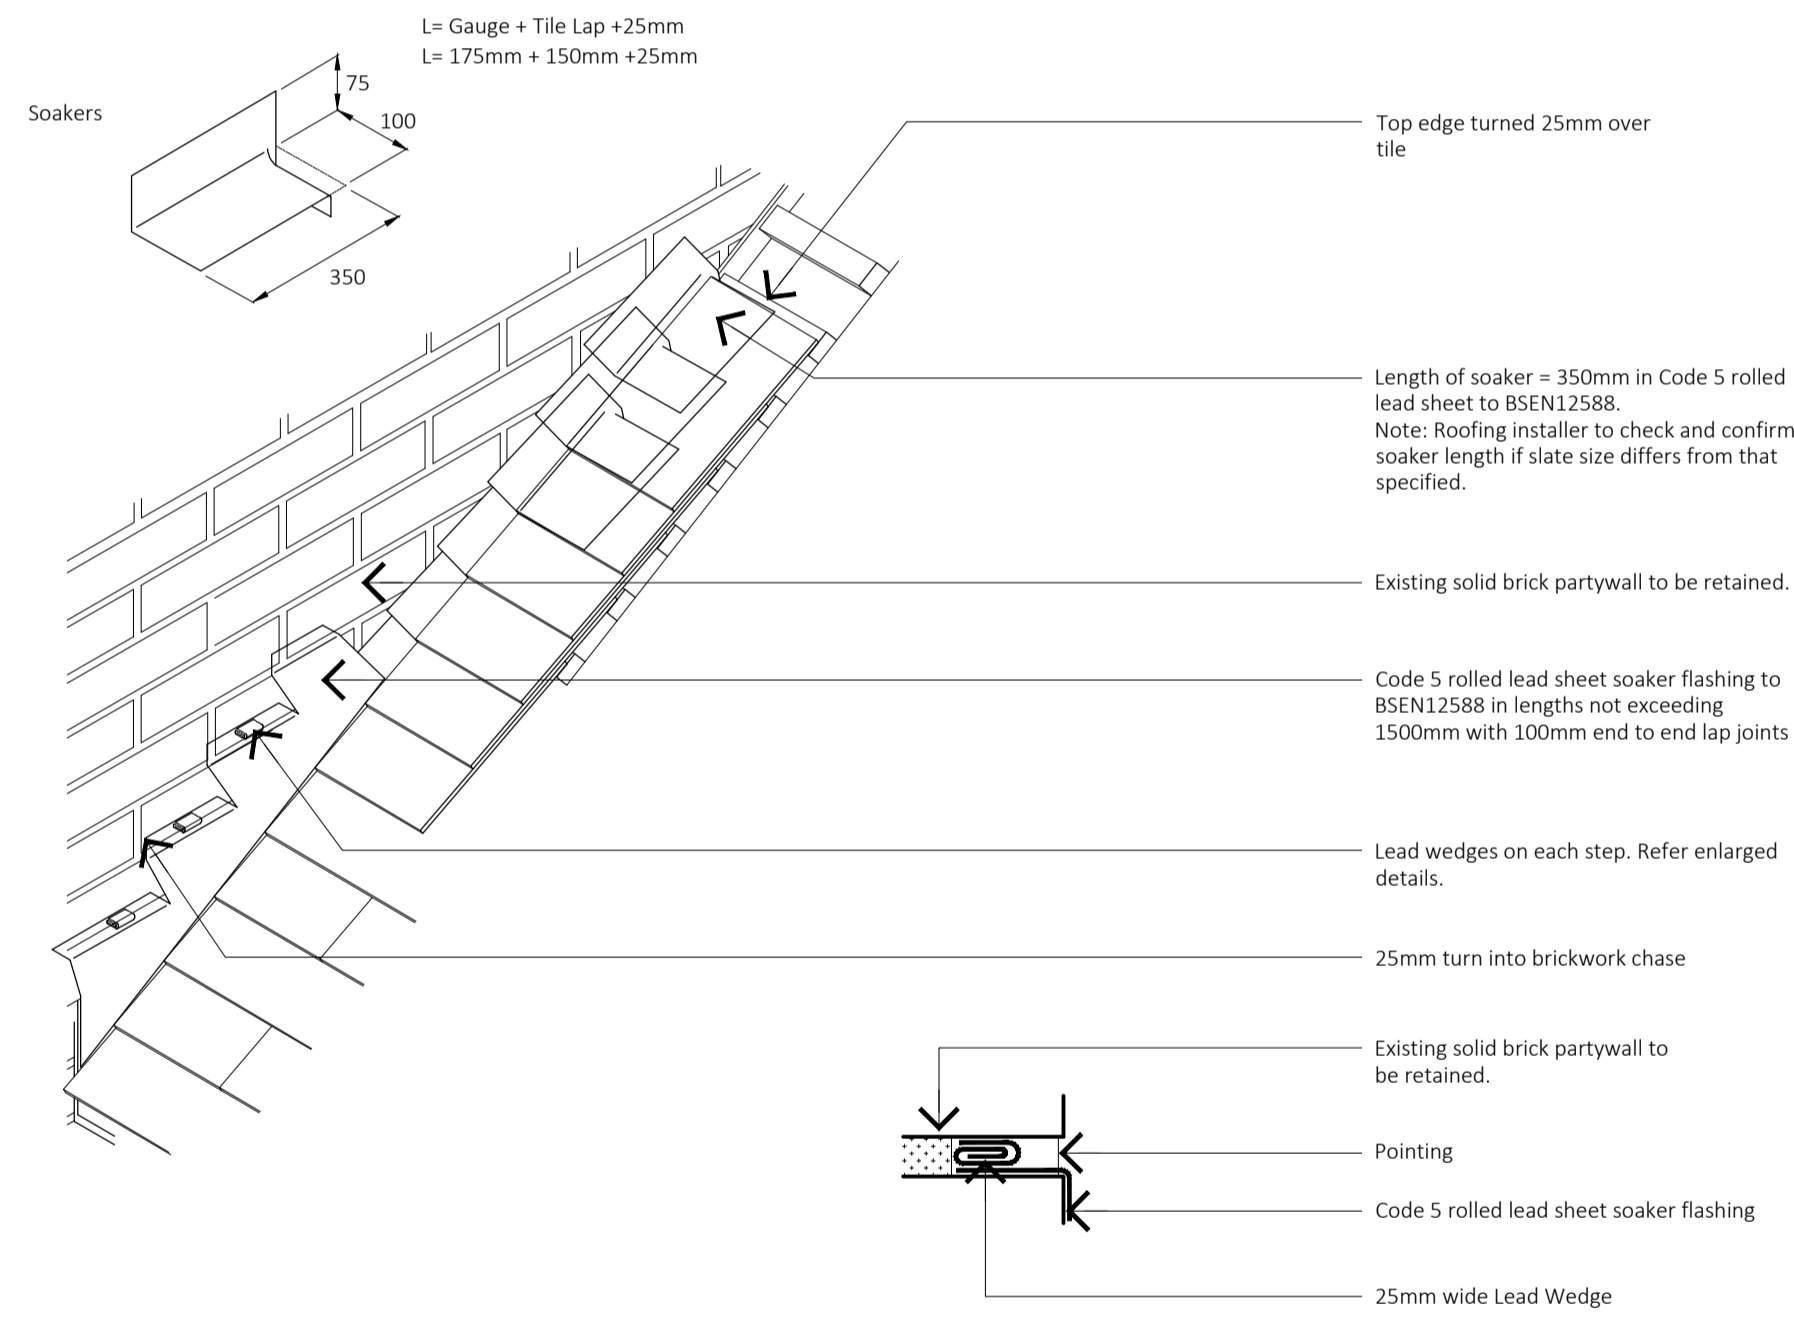 L= Gauge + Tile Lap +25mm
L= 175mm + 150mm +25mm
Soakers
75
100
350
Top edge turned 25mm over
tile
Length of soaker = 350mm in Code 5 rolled
lead sheet to BSEN12588.
Note: Roofing installer to check and confirm
soaker length if slate size differs from that
specified.
Existing solid brick partywall to be retained.
Code 5 rolled lead sheet soaker flashing to
BSEN12588 in lengths not exceeding
1500mm with 100mm end to end lap joints
Lead wedges on each step. Refer enlarged
details.
25mm turn into brickwork chase
Existing solid brick partywall to
be retained.
Pointing
Code 5 rolled lead sheet soaker flashing
25mm wide Lead Wedge